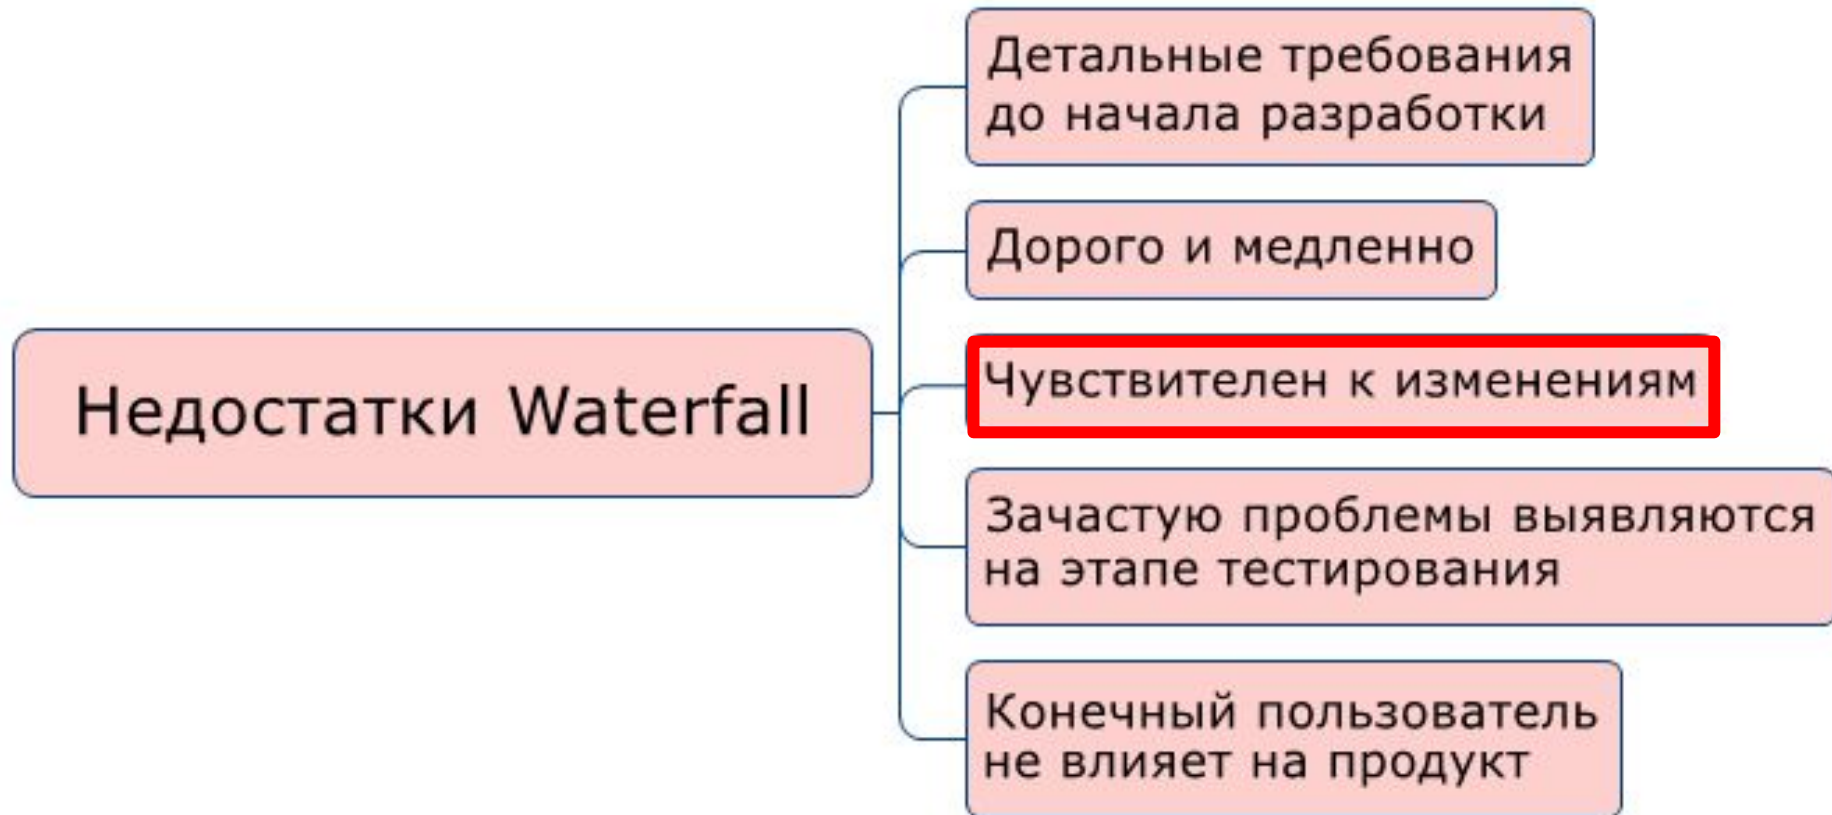 Недостатки Waterfall
Детальные требования
до начала разработки
Дорого и медленно
Чувствителен к изменениям
Зачастую проблемы выявляются
на этапе тестирования
Конечный пользователь
не влияет на продукт